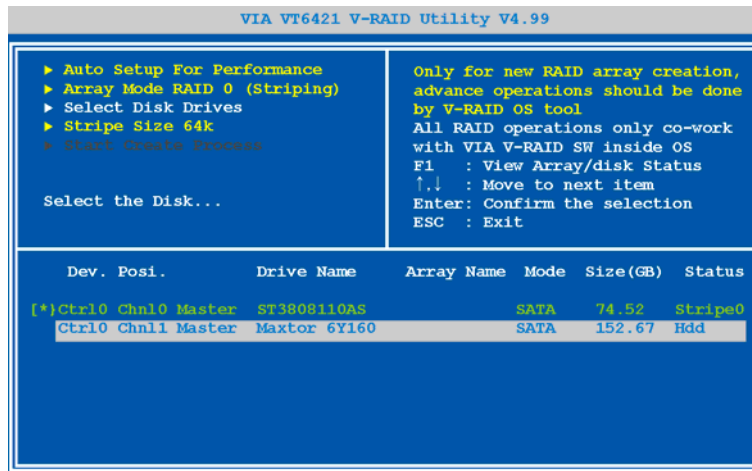 VIA VT6421 V-RAID Utility V4.99
▶ Auto Setup For Performance
▶ Array Mode RAID 0 (Striping)
▶ Select Disk Drives
▶ Stripe Size 64k
▶ Start Create Process
Select the Disk...
Only for new RAID array creation,
advance operations should be done
by V-RAID OS tool
All RAID operations only co-work
with VIA V-RAID SW inside OS
F1 : View Array/disk Status
↑,↓ : Move to next item
Enter: Confirm the selection
ESC : Exit
Dev. Posi. Drive Name Array Name Mode Size(GB) Status
[*}Ctrl0 Chnl0 Master ST3808110AS SATA 74.52 Stripe0
Ctrl0 Chnl1 Master Maxtor 6Y160 SATA 152.67 Hdd